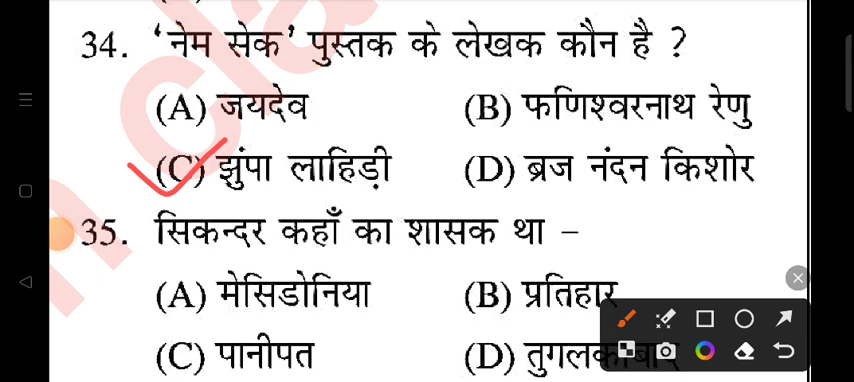 34. ‘नेम सेक’ पुस्तक के लेखक कौन है ?
(A) जयदेव (B) फणिश्वरनाथ रेणु
(C) झुंपा लाहिड़ी (D) ब्रज नंदन किशोर
35. सिकन्दर कहाँ का शासक था –
(A) मेसिडोनिया (B) प्रतिहार
(C) पानीपत (D) तुगलकाबाद